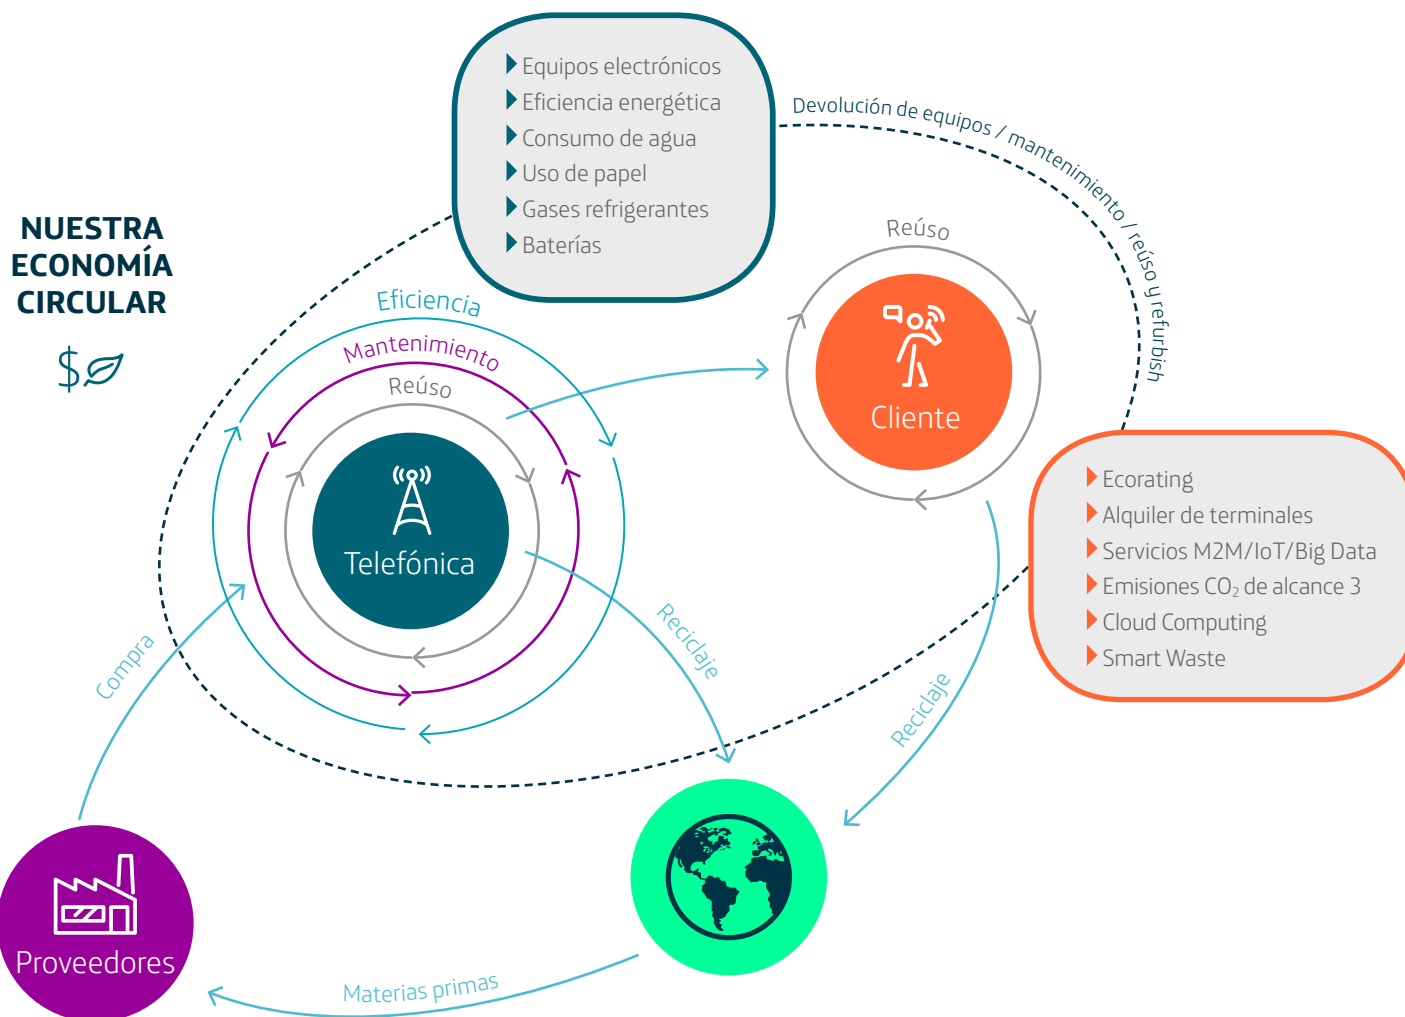 NUESTRA
ECONOMÍA
CIRCULAR
$
Equipos electrónicos
Eficiencia energética
Consumo de agua
Uso de papel
Gases refrigerantes
Baterías
Devolución de equipos / mantenimiento / reúso y refurbish
Reúso
Cliente
Eficiencia
Mantenimiento
Reúso
Telefónica
Ecorating
Alquiler de terminales
Servicios M2M/IoT/Big Data
Emisiones CO₂ de alcance 3
Cloud Computing
Smart Waste
Compra
Reciclaje
Reciclaje
Proveedores
Materias primas